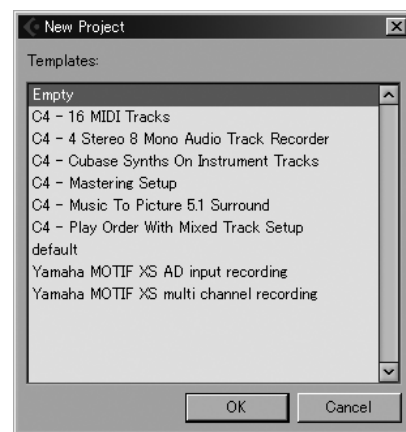 New Project
Templates:
Empty
C4 - 16 MIDI Tracks
C4 - 4 Stereo 8 Mono Audio Track Recorder
C4 - Cubase Synths On Instrument Tracks
C4 - Mastering Setup
C4 - Music To Picture 5.1 Surround
C4 - Play Order With Mixed Track Setup
default
Yamaha MOTIF XS AD input recording
Yamaha MOTIF XS multi channel recording
OK Cancel